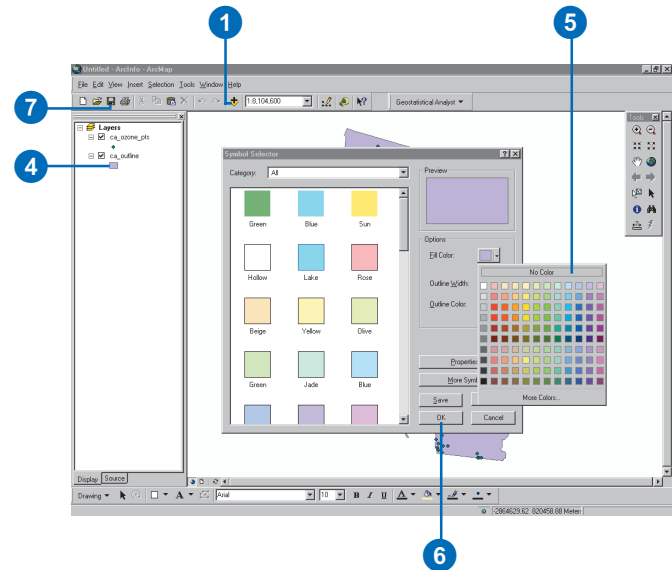 1
5
Untitled - ArcInfo - ArcMap
File Edit View Insert Selection Tools Window Help
7
1:8,104,600
Geostatistical Analyst
Layers
ca_ozone_pts
ca_outline
4
Tools
Symbol Selector
Category: All
Green
Blue
Sun
Hollow
Lake
Rose
Beige
Yellow
Olive
Green
Jade
Blue
Preview
Options
Fill Color:
Outline Width:
Outline Color:
No Color
More Colors...
Properties
More Sym
Save
OK
Cancel
Display Source
Drawing
A
Arial
10
B I U
A
-2864629.62 820458.88 Meters
6